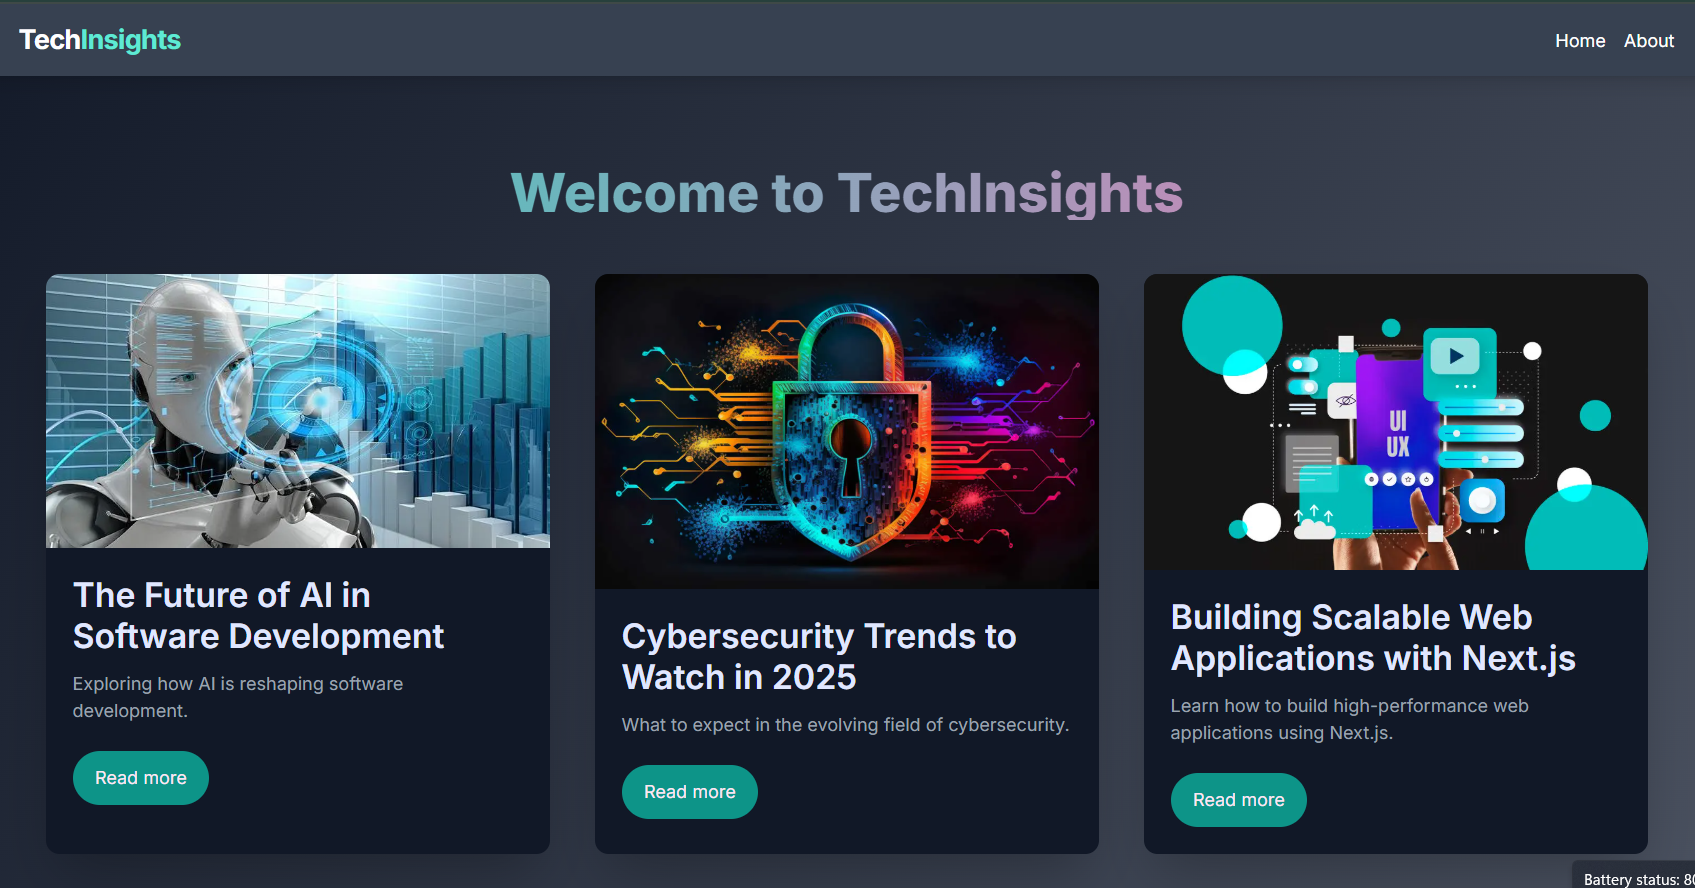 TechInsights
Home About
Welcome to TechInsights
UI
UX
The Future of AI in
Software Development
Exploring how AI is reshaping software
development.
Read more
Cybersecurity Trends to
Watch in 2025
What to expect in the evolving field of cybersecurity.
Read more
Building Scalable Web
Applications with Next.js
Learn how to build high-performance web
applications using Next.js.
Read more
Battery status: 80